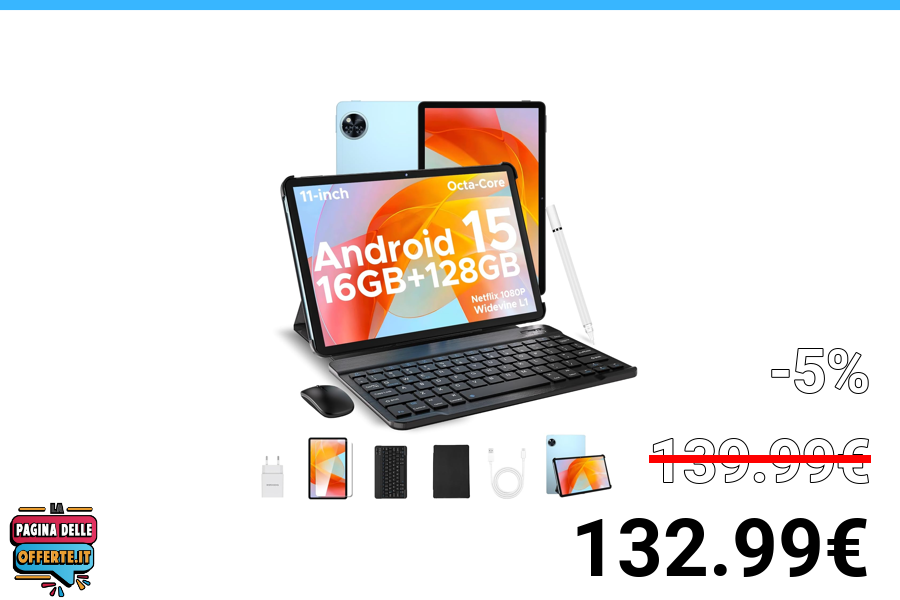 11-inch
Octa-Core
Android 15
16GB+128GB
Netflix 1080P
Widevine L1
-5%
139.99€
132.99€
LA
PAGINA DELLE
OFFERTE.IT